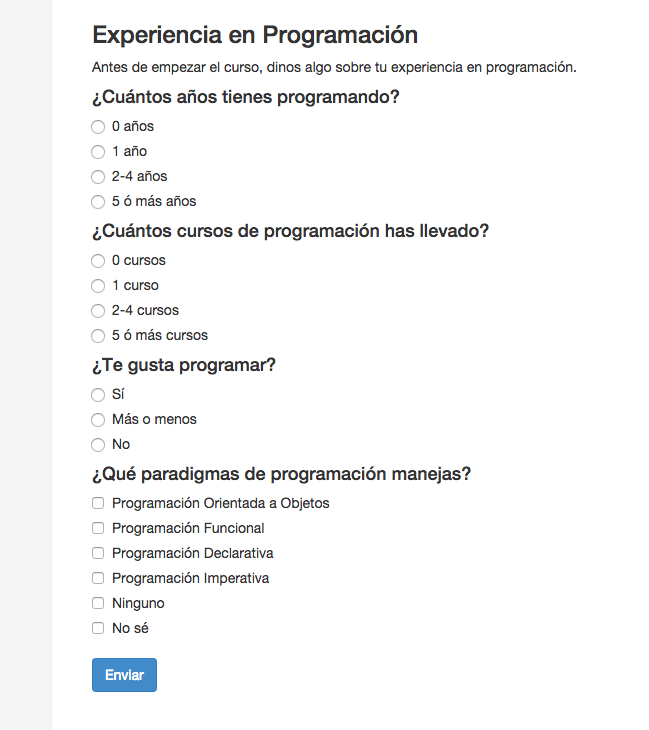 Experiencia en Programación
Antes de empezar el curso, dinos algo sobre tu experiencia en programación.
¿Cuántos años tienes programando?
0 años
1 año
2-4 años
5 ó más años
¿Cuántos cursos de programación has llevado?
0 cursos
1 curso
2-4 cursos
5 ó más cursos
¿Te gusta programar?
Sí
Más o menos
No
¿Qué paradigmas de programación manejas?
Programación Orientada a Objetos
Programación Funcional
Programación Declarativa
Programación Imperativa
Ninguno
No sé
Enviar